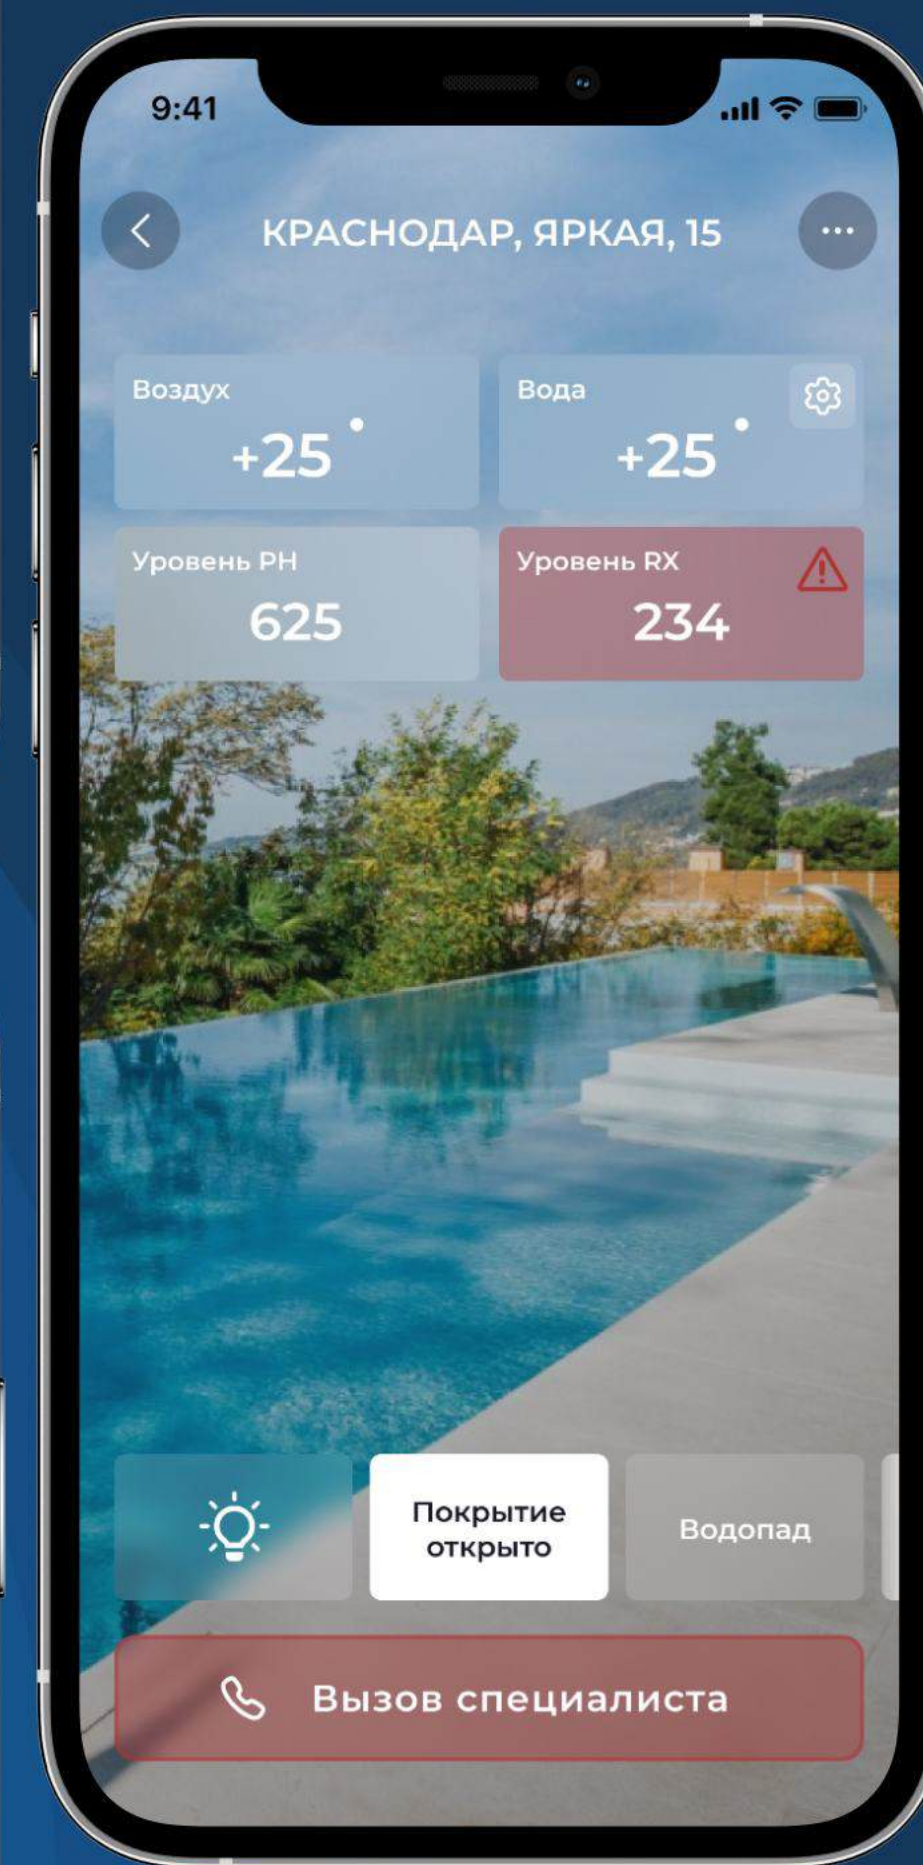 9:41
КРАСНОДАР, ЯРКАЯ, 15
Воздух
+25°
Вода
+25°
Уровень PH
625
Уровень RX
234
Покрытие
открыто
Водопад
Вызов специалиста